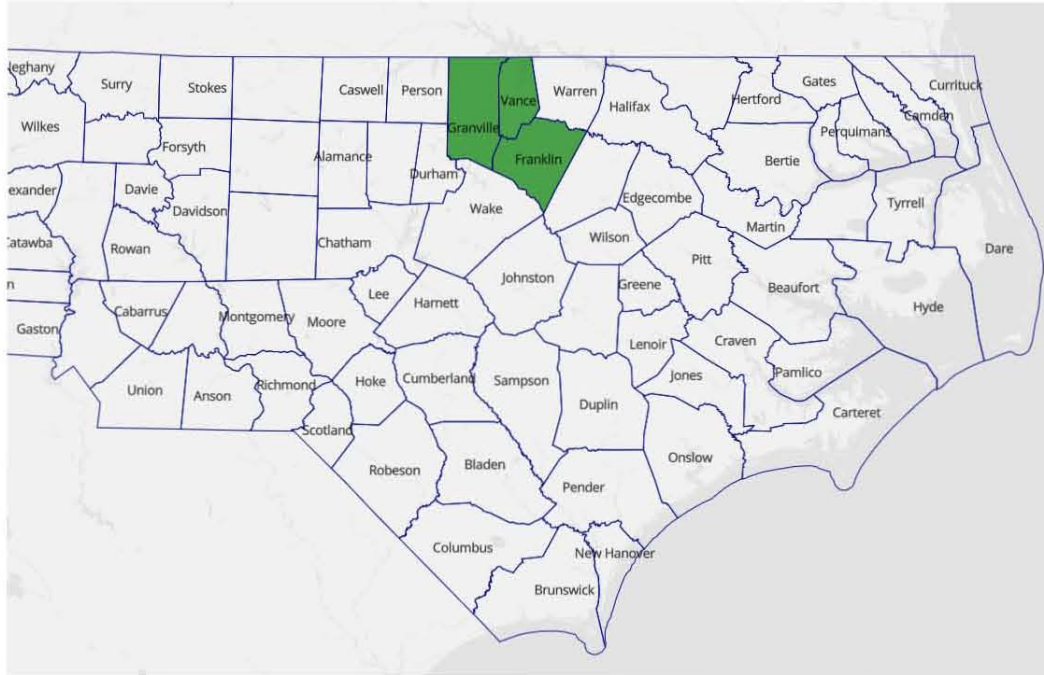 leghany
Surry
Stokes
Caswell
Person
Vance
Warren
Halifax
Hertford
Gates
Currituck
Camden
Perquimans
Wilkes
Forsyth
Alamance
Granville
Durham
Franklin
Bertie
exander
Davie
Davidson
Wake
Edgecombe
Martin
Tyrrell
Dare
Catawba
Rowan
Chatham
Wilson
Pitt
n
Johnston
Greene
Beaufort
Hyde
Gaston
Cabarrus
Montgomery
Moore
Lee
Harnett
Lenoir
Craven
Pamlico
Union
Anson
Richmond
Hoke
Cumberland
Sampson
Duplin
Jones
Carteret
Scotland
Robeson
Bladen
Pender
Onslow
Columbus
New Hanover
Brunswick